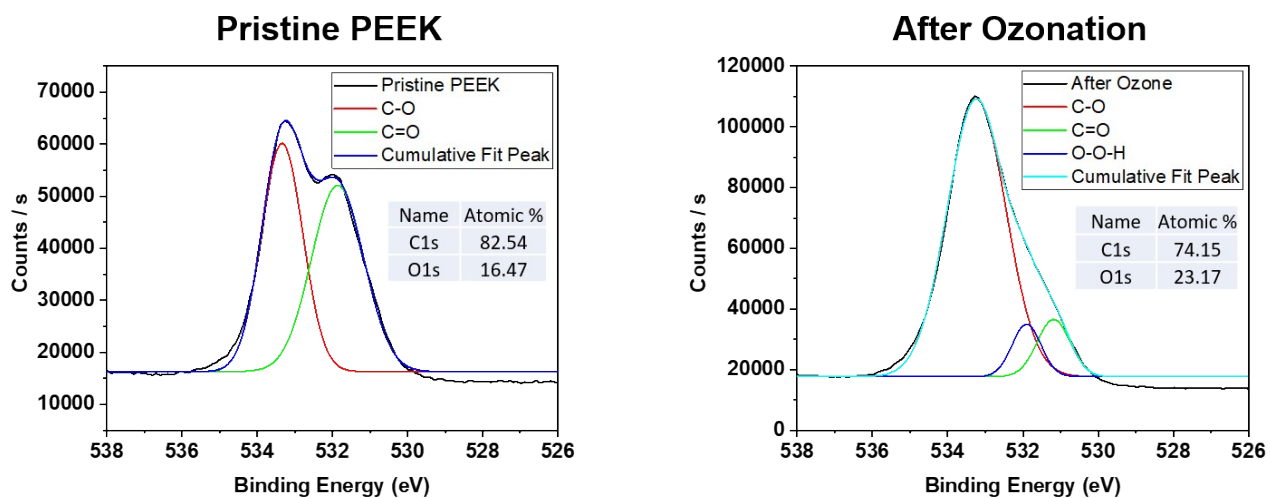 Pristine PEEK
70000
60000
50000
40000
30000
20000
10000
Counts / s
Pristine PEEK
C-O
C=O
Cumulative Fit Peak
Name Atomic %
C1s 82.54
O1s 16.47
538 536 534 532 530 528 526
Binding Energy (eV)
After Ozonation
120000
100000
80000
60000
40000
20000
0
Counts / s
After Ozone
C-O
C=O
O-O-H
Cumulative Fit Peak
Name Atomic %
C1s 74.15
O1s 23.17
538 536 534 532 530 528 526
Binding Energy (eV)